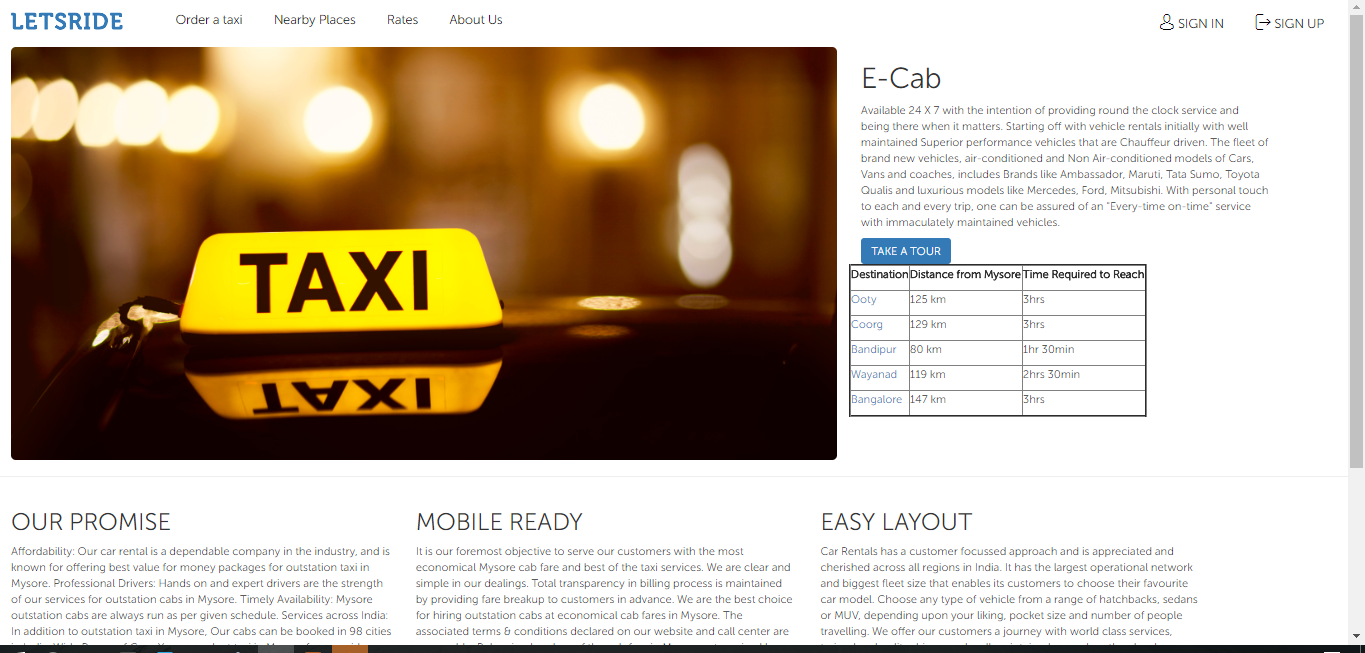 LETSRIDE
Order a taxi
Nearby Places
Rates
About Us
SIGN IN
SIGN UP
TAXI
TAXI
E-Cab
Available 24 X 7 with the intention of providing round the clock service and
being there when it matters. Starting off with vehicle rentals initially with well
maintained Superior performance vehicles that are Chauffeur driven. The fleet of
brand new vehicles, air-conditioned and Non Air-conditioned models of Cars,
Vans and coaches, includes Brands like Ambassador, Maruti, Tata Sumo, Toyota
Qualis and luxurious models like Mercedes, Ford, Mitsubishi. With personal touch
to each and every trip, one can be assured of an "Every-time on-time" service
with immaculately maintained vehicles.
TAKE A TOUR
Destination Distance from Mysore Time Required to Reach
Ooty 125 km 3hrs
Coorg 129 km 3hrs
Bandipur 80 km 1hr 30min
Wayanad 119 km 2hrs 30min
Bangalore 147 km 3hrs
OUR PROMISE
Affordability: Our car rental is a dependable company in the industry, and is
known for offering best value for money packages for outstation taxi in
Mysore. Professional Drivers: Hands on and expert drivers are the strength
of our services for outstation cabs in Mysore. Timely Availability: Mysore
outstation cabs are always run as per given schedule. Services across India:
In addition to outstation taxi in Mysore, Our cabs can be booked in 98 cities
MOBILE READY
It is our foremost objective to serve our customers with the most
economical Mysore cab fare and best of the taxi services. We are clear and
simple in our dealings. Total transparency in billing process is maintained
by providing fare breakup to customers in advance. We are the best choice
for hiring outstation cabs at economical cab fares in Mysore. The
associated terms & conditions declared on our website and call center are
EASY LAYOUT
Car Rentals has a customer focussed approach and is appreciated and
cherished across all regions in India. It has the largest operational network
and biggest fleet size that enables its customers to choose their favourite
car model. Choose any type of vehicle from a range of hatchbacks, sedans
or MUV, depending upon your liking, pocket size and number of people
travelling. We offer our customers a journey with world class services,